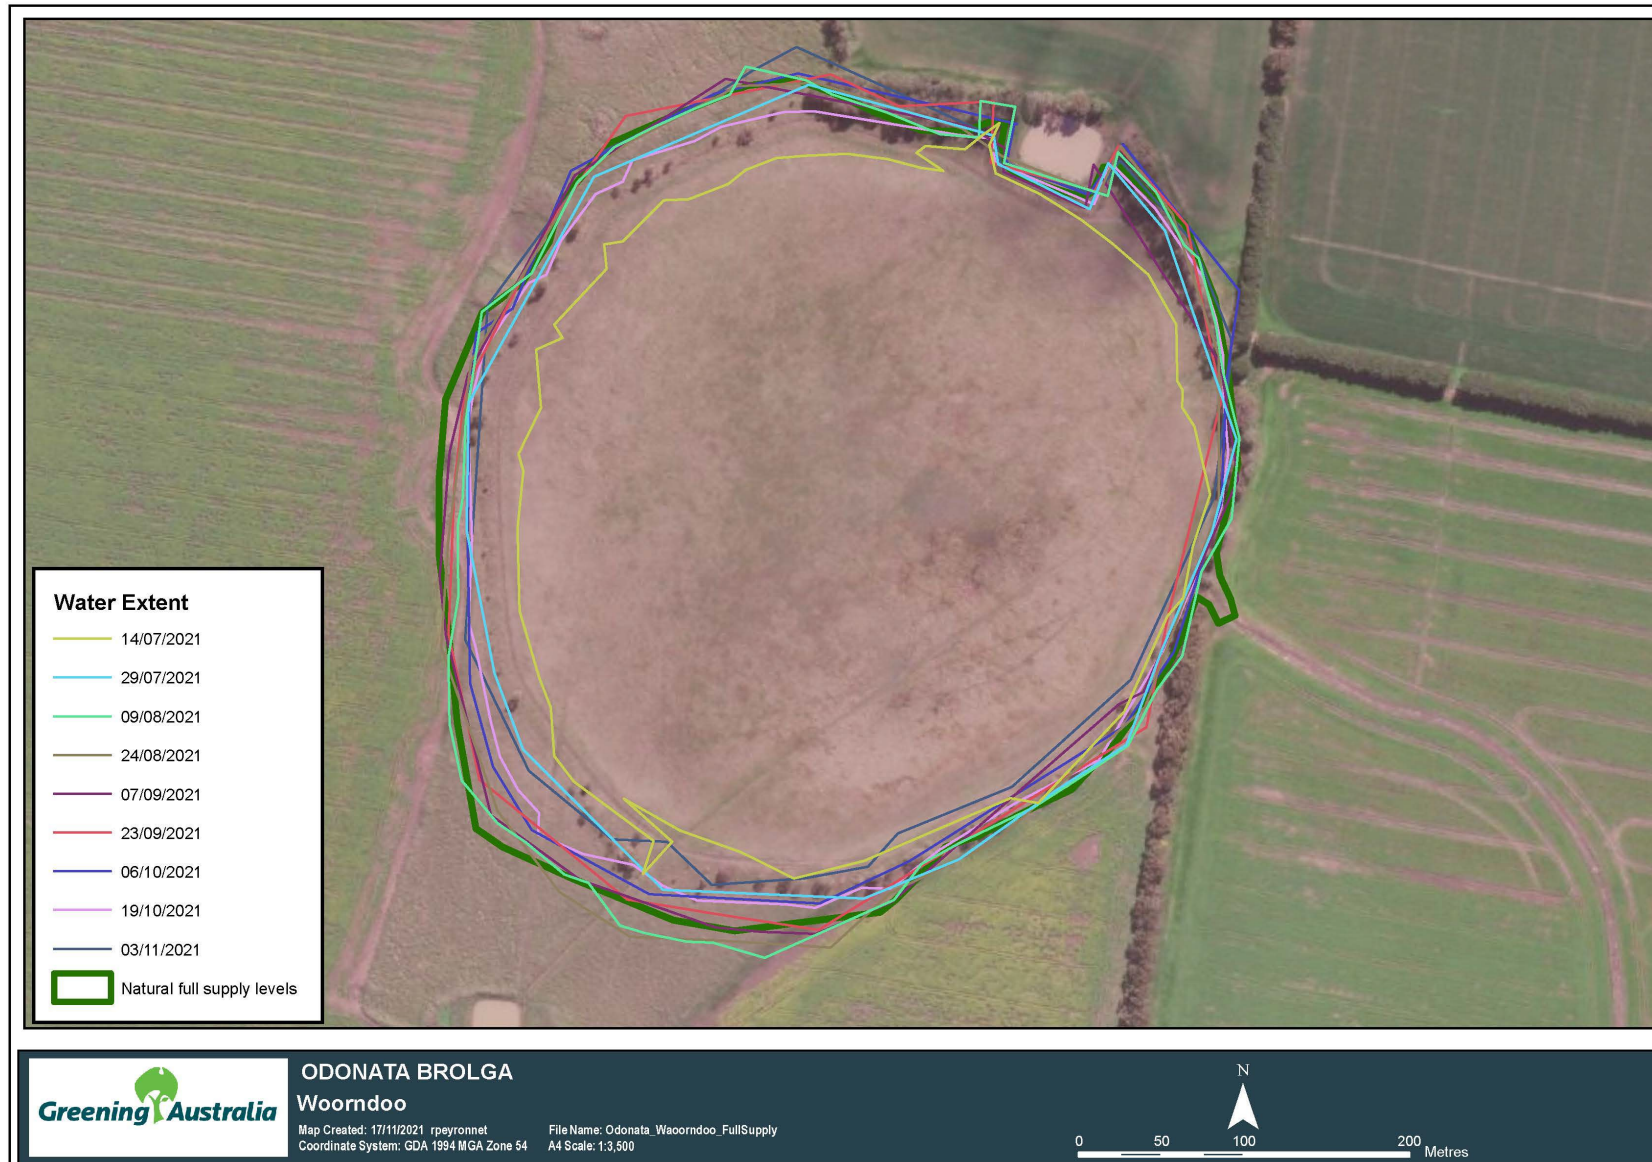 Water Extent
14/07/2021
29/07/2021
09/08/2021
24/08/2021
07/09/2021
23/09/2021
06/10/2021
19/10/2021
03/11/2021
Natural full supply levels
Greening Australia
ODONATA BROLGA
Woorndoo
Map Created: 17/11/2021 rpeyronnet
Coordinate System: GDA 1994 MGA Zone 54
File Name: Odonata_Waoorndoo_FullSupply
A4 Scale: 1:3,500
N
0 50 100 200 Metres